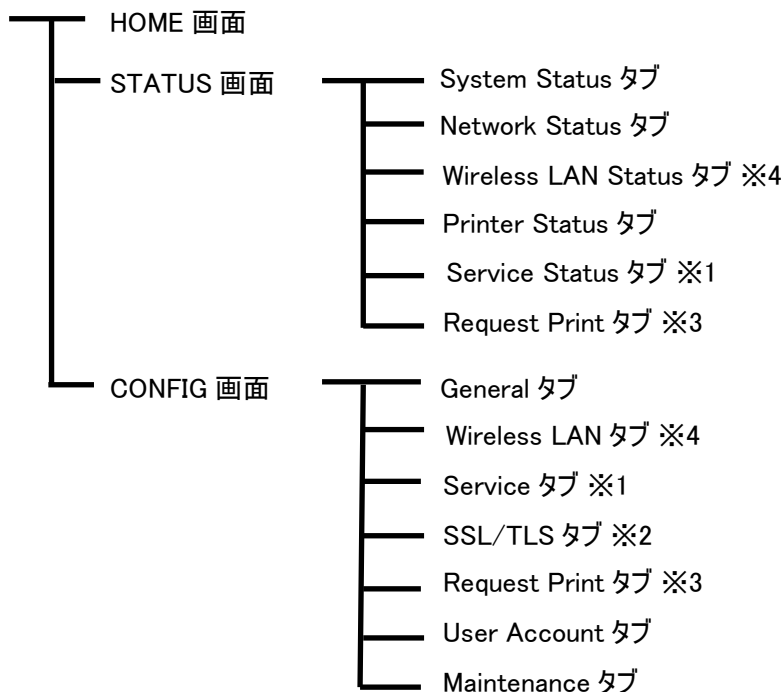 HOME 画面
STATUS 画面
System Status タブ
Network Status タブ
Wireless LAN Status タブ ※4
Printer Status タブ
Service Status タブ ※1
Request Print タブ ※3
CONFIG 画面
General タブ
Wireless LAN タブ ※4
Service タブ ※1
SSL/TLS タブ ※2
Request Print タブ ※3
User Account タブ
Maintenance タブ